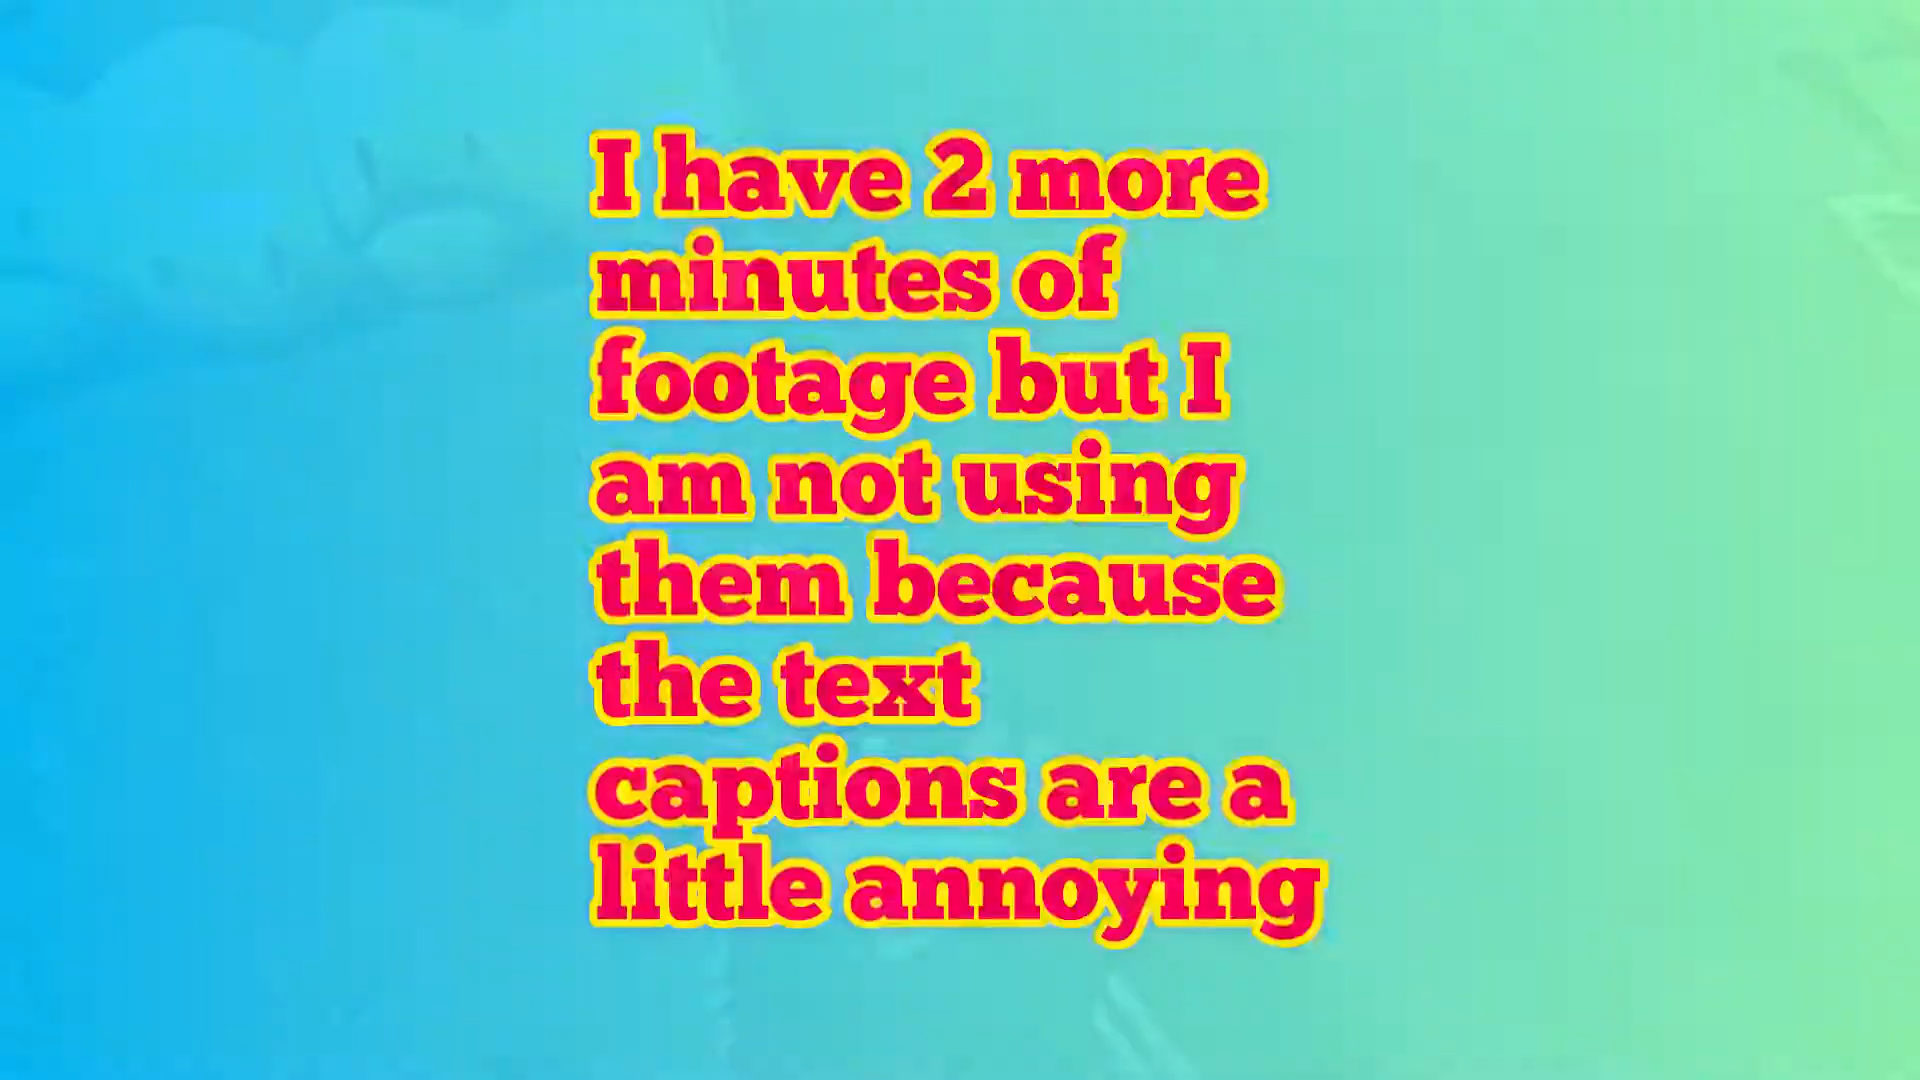 I have 2 more
minutes of
footage but I
am not using
them because
the text
captions are a
little annoying